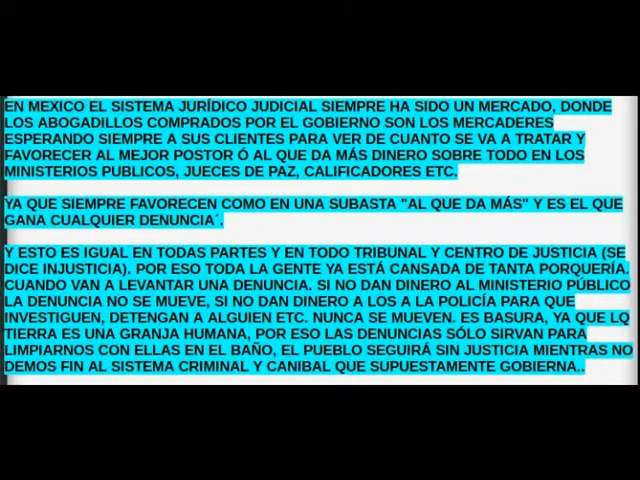 EN MEXICO EL SISTEMA JURÍDICO JUDICIAL SIEMPRE HA SIDO UN MERCADO, DONDE
LOS ABOGADILLOS COMPRADOS POR EL GOBIERNO SON LOS MERCADERES
ESPERANDO SIEMPRE A SUS CLIENTES PARA VER DE CUANTO SE VA A TRATAR Y
FAVORECER AL MEJOR POSTOR Ó AL QUE DA MÁS DINERO SOBRE TODO EN LOS
MINISTERIOS PUBLICOS, JUECES DE PAZ, CALIFICADORES ETC.
YA QUE SIEMPRE FAVORECEN COMO EN UNA SUBASTA "AL QUE DA MÁS" Y ES EL QUE
GANA CUALQUIER DENUNCIA´.
Y ESTO ES IGUAL EN TODAS PARTES Y EN TODO TRIBUNAL Y CENTRO DE JUSTICIA (SE
DICE INJUSTICIA). POR ESO TODA LA GENTE YA ESTÁ CANSADA DE TANTA PORQUERÍA.
CUANDO VAN A LEVANTAR UNA DENUNCIA. SI NO DAN DINERO AL MINISTERIO PÚBLICO
LA DENUNCIA NO SE MUEVE, SI NO DAN DINERO A LOS A LA POLICÍA PARA QUE
INVESTIGUEN, DETENGAN A ALGUIEN ETC. NUNCA SE MUEVEN. ES BASURA, YA QUE LQ
TIERRA ES UNA GRANJA HUMANA, POR ESO LAS DENUNCIAS SÓLO SIRVAN PARA
LIMPIARNOS CON ELLAS EN EL BAÑO, EL PUEBLO SEGUIRÁ SIN JUSTICIA MIENTRAS NO
DEMOS FIN AL SISTEMA CRIMINAL Y CANIBAL QUE SUPUESTAMENTE GOBIERNA..